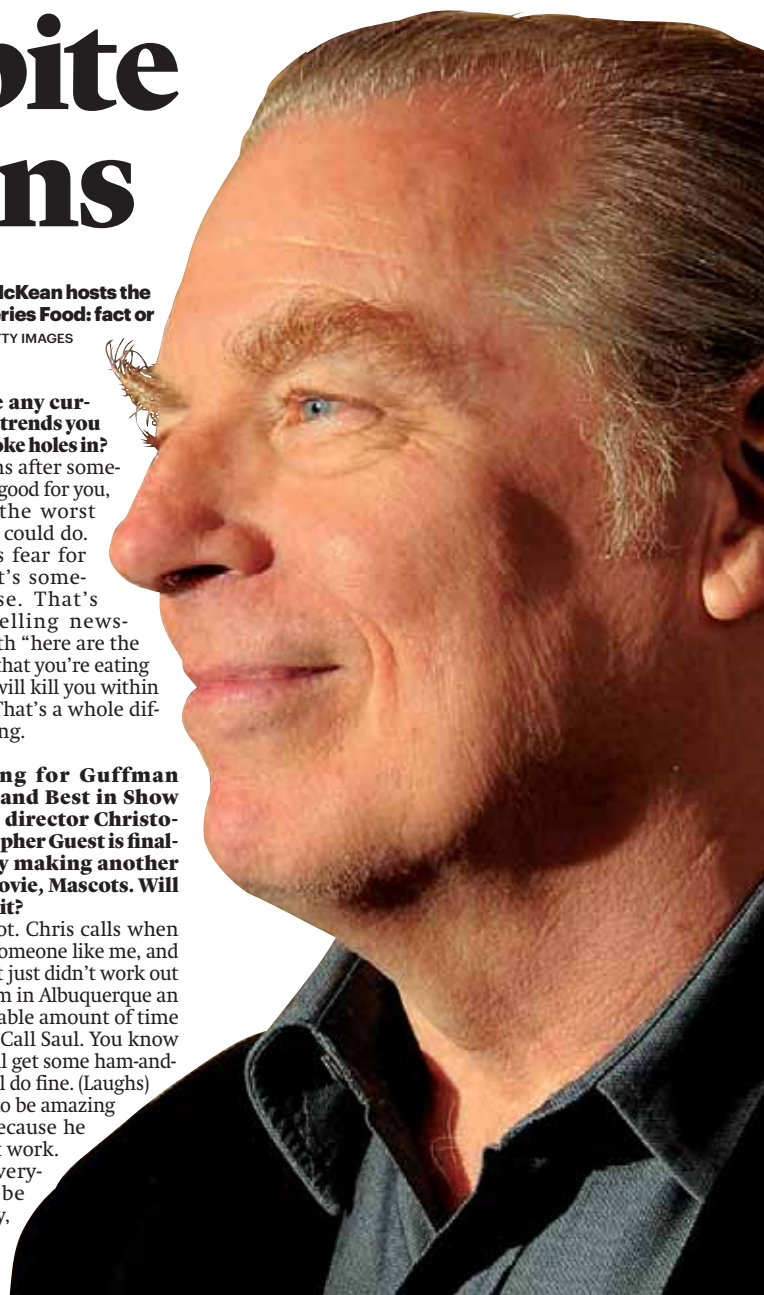 bite
ns
McKean hosts the
ries Food: fact or
TTY IMAGES
e any cur-
trends you
oke holes in?
ns after some-
good for you,
the worst
could do.
s fear for
t's some-
se. That's
elling news-
th “here are the
that you're eating
will kill you within
That's a whole dif-
ng.
ng for Guffman
and Best in Show
director Christo-
pher Guest is final-
y making another
ovie, Mascots. Will
it?
ot. Chris calls when
omeone like me, and
t just didn't work out
m in Albuquerque an
able amount of time
Call Saul. You know
l get some ham-and-
l do fine. (Laughs)
to be amazing
ecause he
t work.
very-
be
y,